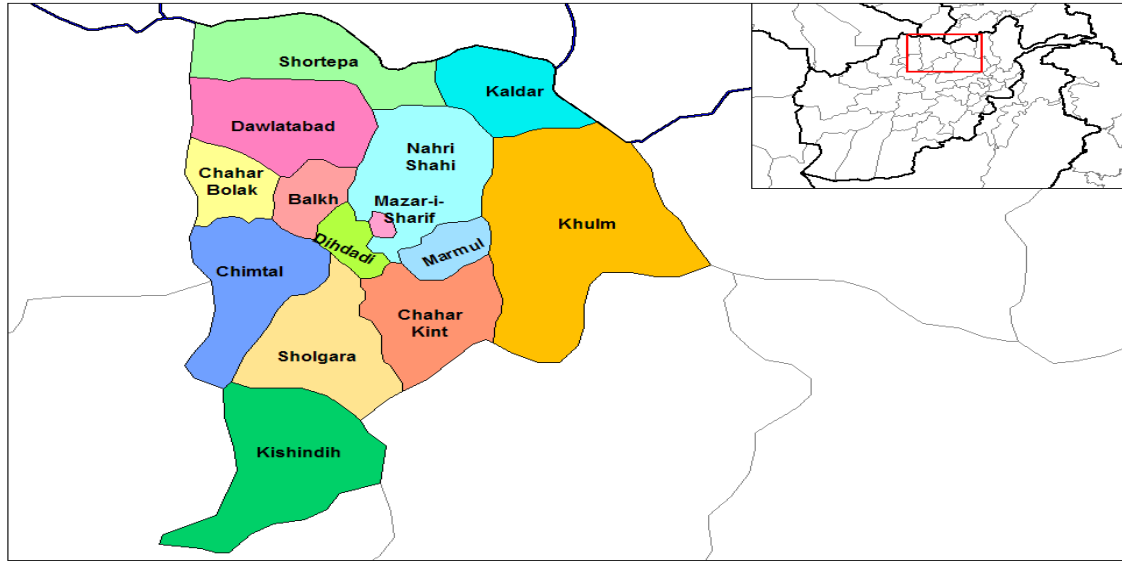 Shortepa
Kaldar
Dawlatabad
Nahri
Shahi
Chahar
Bolak
Balkh
Mazar-i-
Sharif
Khulm
Dihdadi
Marmul
Chimtal
Chahar
Kint
Sholgara
Kishindih